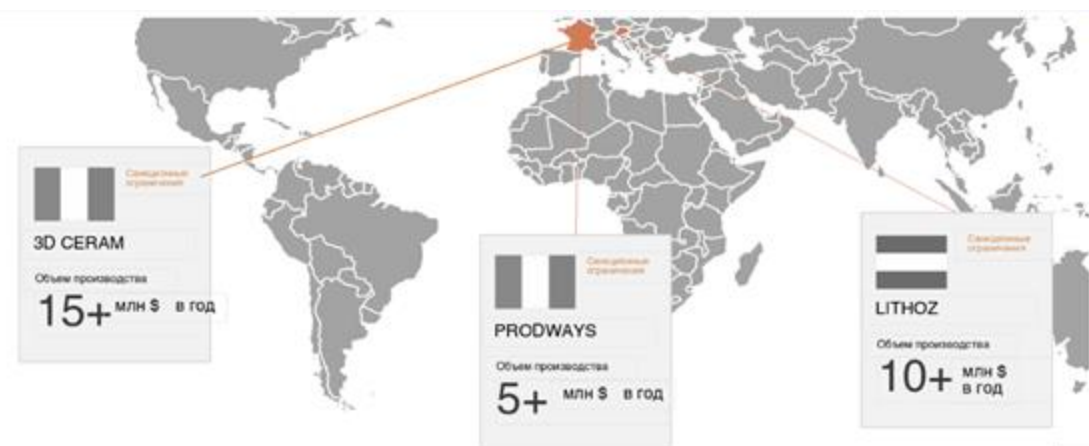 Санкционные
ограничения
3D CERAM
Объем производства
15+ млн $ в год
Санкционные
ограничения
PRODWAYS
Объем производства
5+ млн $ в год
Санкционные
ограничения
LITHOZ
Объем производства
10+ млн $
в год